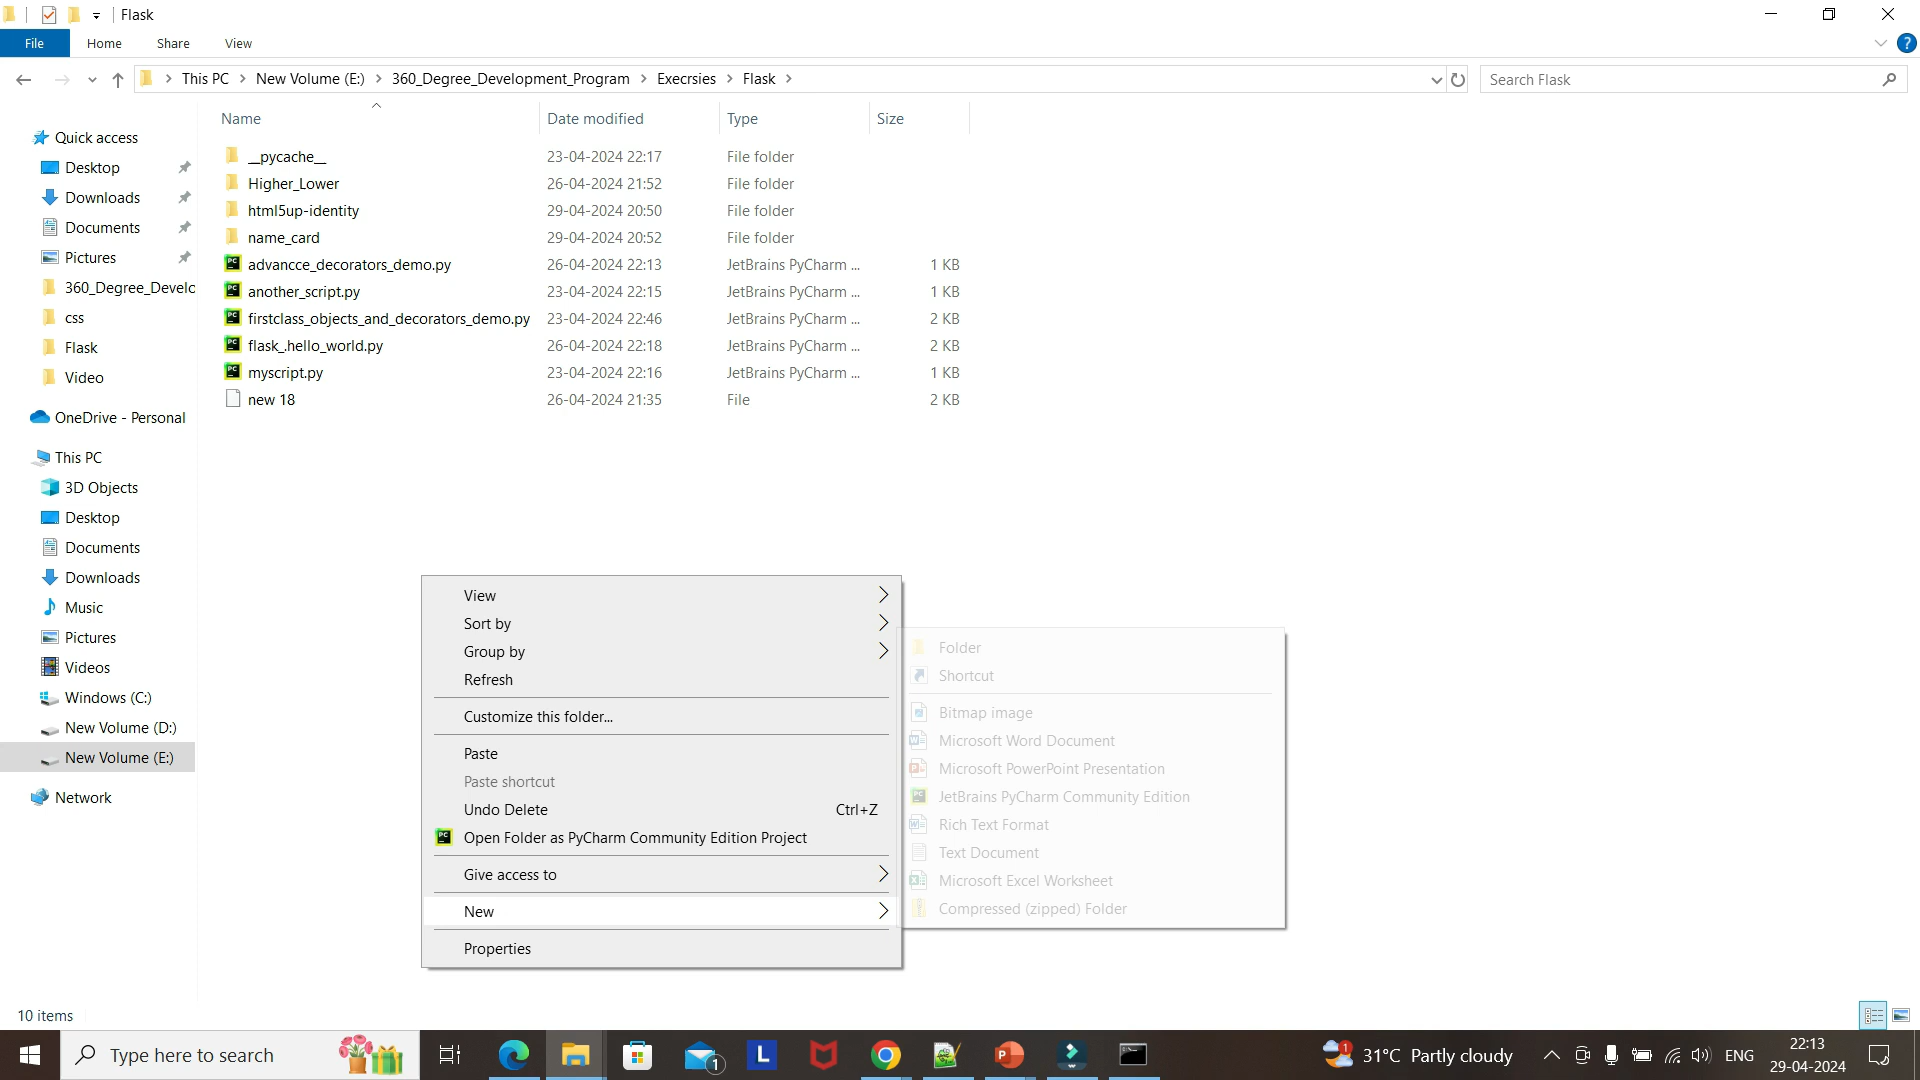 Flask
File Home Share View
This PC New Volume (E:) 360_Degree_Development_Program Execrsies Flask
Search Flask
Name Date modified Type Size
Quick access
Desktop
Downloads
Documents
Pictures
360_Degree_Develo
css
Flask
Video
OneDrive - Personal
This PC
3D Objects
Desktop
Documents
Downloads
Music
Pictures
Videos
Windows (C:)
New Volume (D:)
New Volume (E:)
Network
__pycache__ 23-04-2024 22:17 File folder
Higher_Lower 26-04-2024 21:52 File folder
html5up-identity 29-04-2024 20:50 File folder
name_card 29-04-2024 20:52 File folder
advancce_decorators_demo.py 26-04-2024 22:13 JetBrains PyCharm ... 1 KB
another_script.py 23-04-2024 22:15 JetBrains PyCharm ... 1 KB
firstclass_objects_and_decorators_demo.py 23-04-2024 22:46 JetBrains PyCharm ... 2 KB
flask_.hello_world.py 26-04-2024 22:18 JetBrains PyCharm ... 2 KB
myscript.py 23-04-2024 22:16 JetBrains PyCharm ... 1 KB
new 18 26-04-2024 21:35 File 2 KB
View
Sort by
Group by
Refresh
Customize this folder...
Paste
Paste shortcut
Undo Delete Ctrl+Z
Open Folder as PyCharm Community Edition Project
Give access to
New
Properties
Folder
Shortcut
Bitmap image
Microsoft Word Document
Microsoft PowerPoint Presentation
JetBrains PyCharm Community Edition
Rich Text Format
Text Document
Microsoft Excel Worksheet
Compressed (zipped) Folder
10 items
Type here to search
1
L
1
31°C Partly cloudy
ENG
22:13
29-04-2024